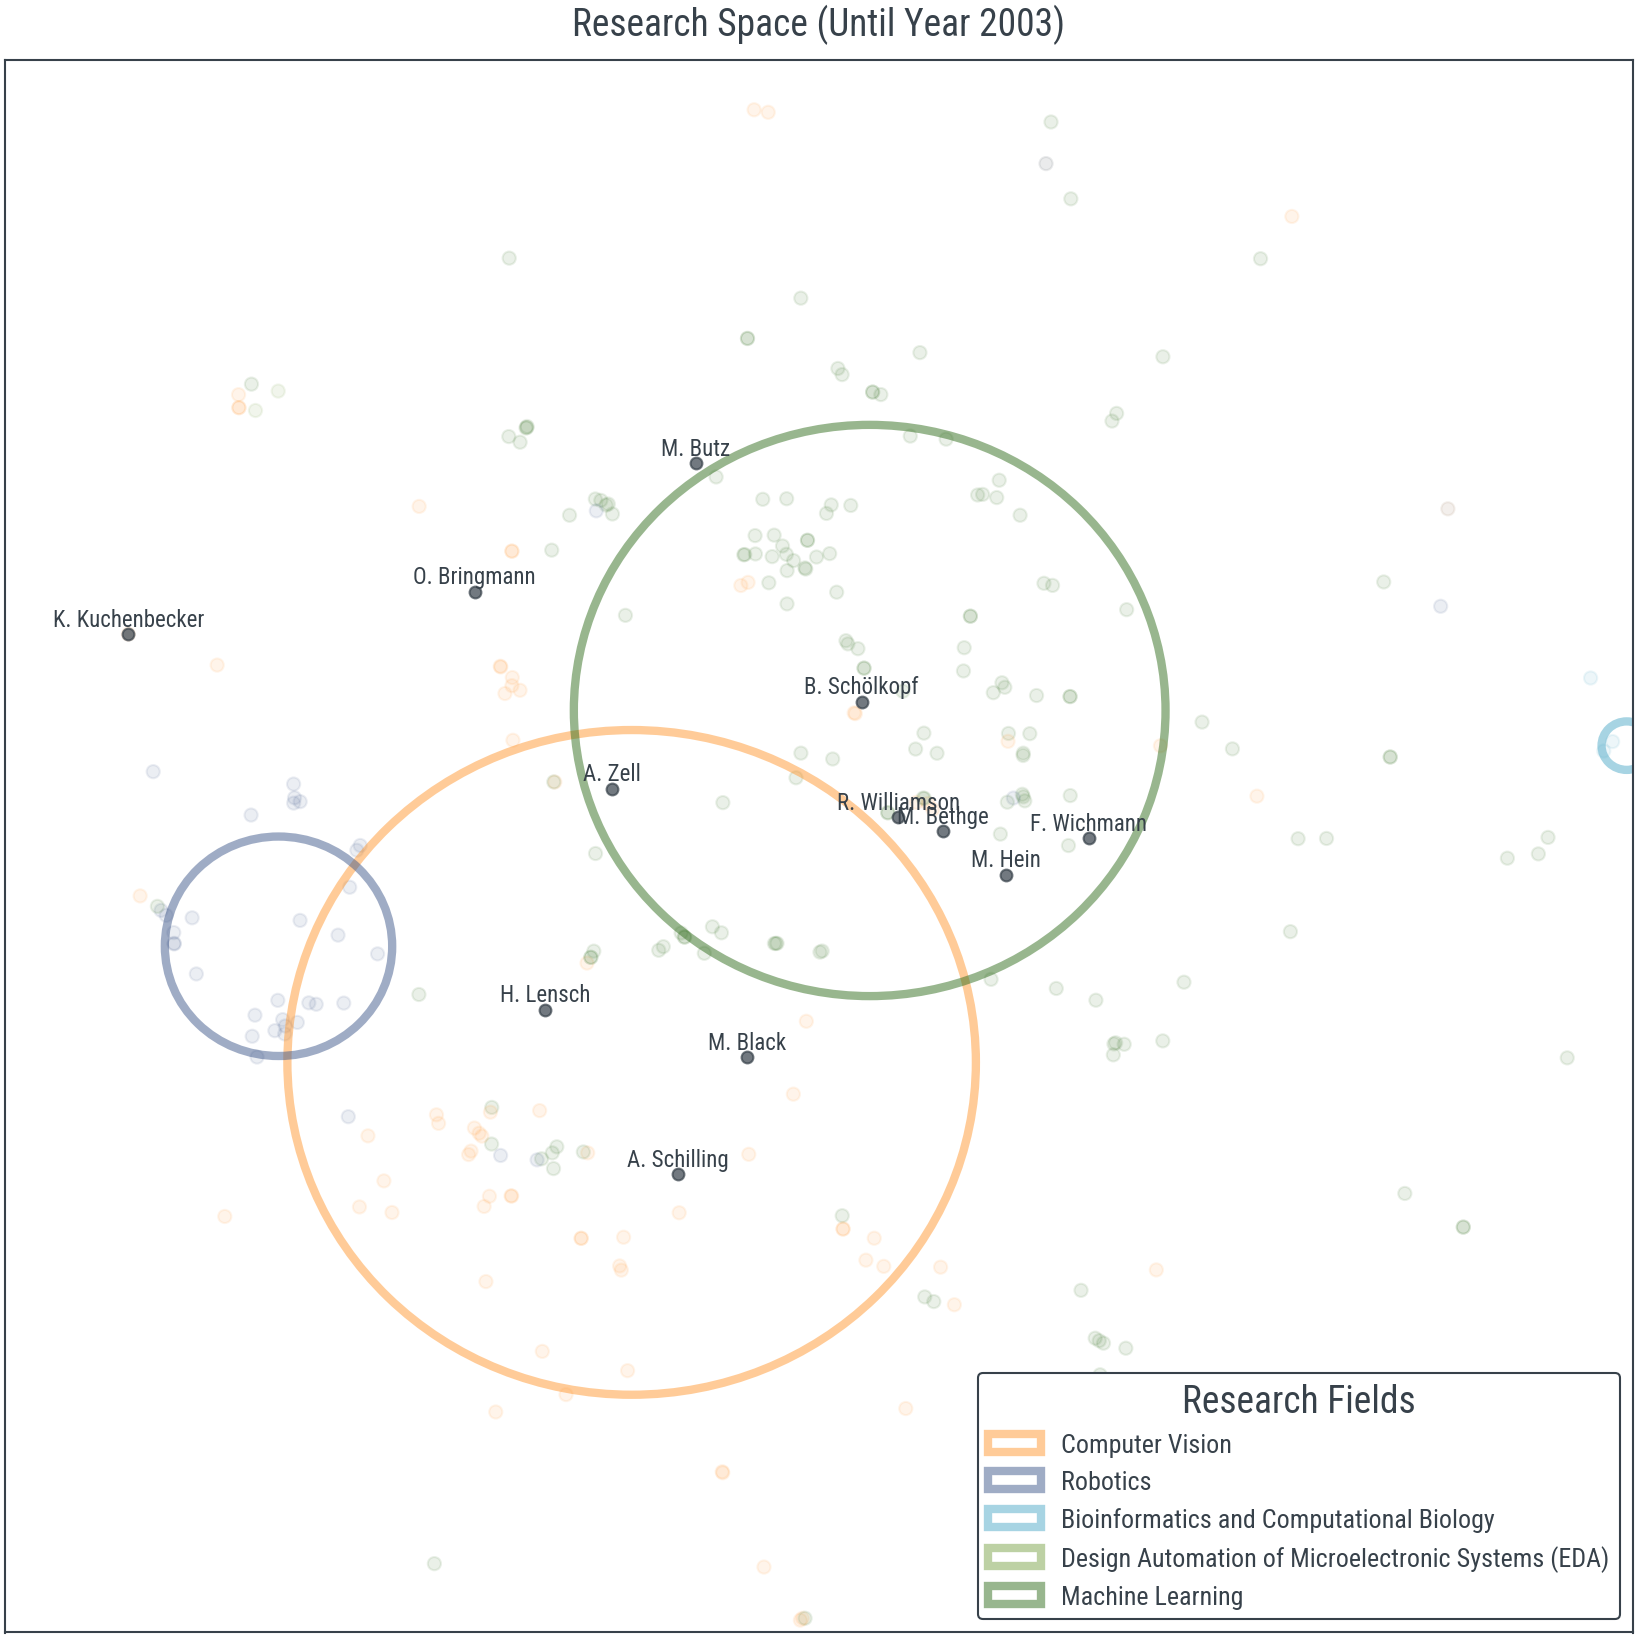 Research Space (Until Year 2003)
M. Butz
O. Bringmann
K. Kuchenbecker
B. Schölkopf
A. Zell
R. Williamson
M. Bethge
F. Wichmann
M. Hein
H. Lensch
M. Black
A. Schilling
Research Fields
Computer Vision
Robotics
Bioinformatics and Computational Biology
Design Automation of Microelectronic Systems (EDA)
Machine Learning